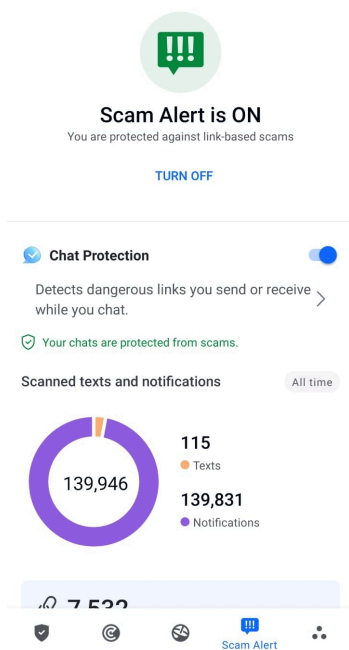 Scam Alert is ON
You are protected against link-based scams
TURN OFF
Chat Protection
Detects dangerous links you send or receive
while you chat.
Your chats are protected from scams.
Scanned texts and notifications
All time
139,946
115
Texts
139,831
Notifications
7,532
Scam Alert